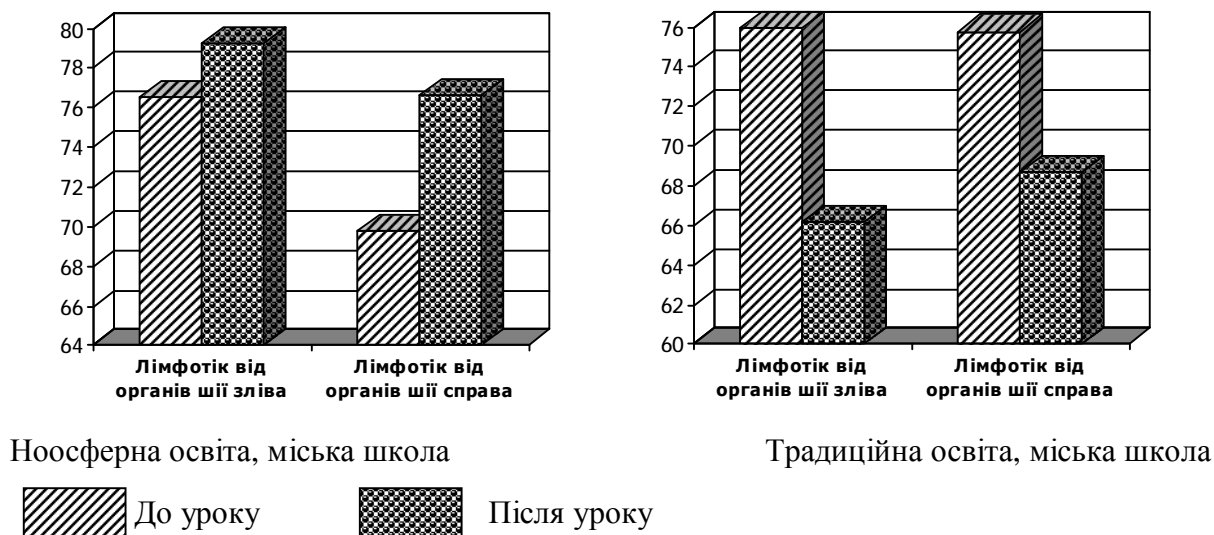 80
78
76
74
72
70
68
66
64
Лімфотік від
органів шії зліва
Лімфотік від
органів шії справа
76
74
72
70
68
66
64
62
60
Лімфотік від
органів шії зліва
Лімфотік від
органів шії справа
Ноосферна освіта, міська школа
Традиційна освіта, міська школа
До уроку
Після уроку